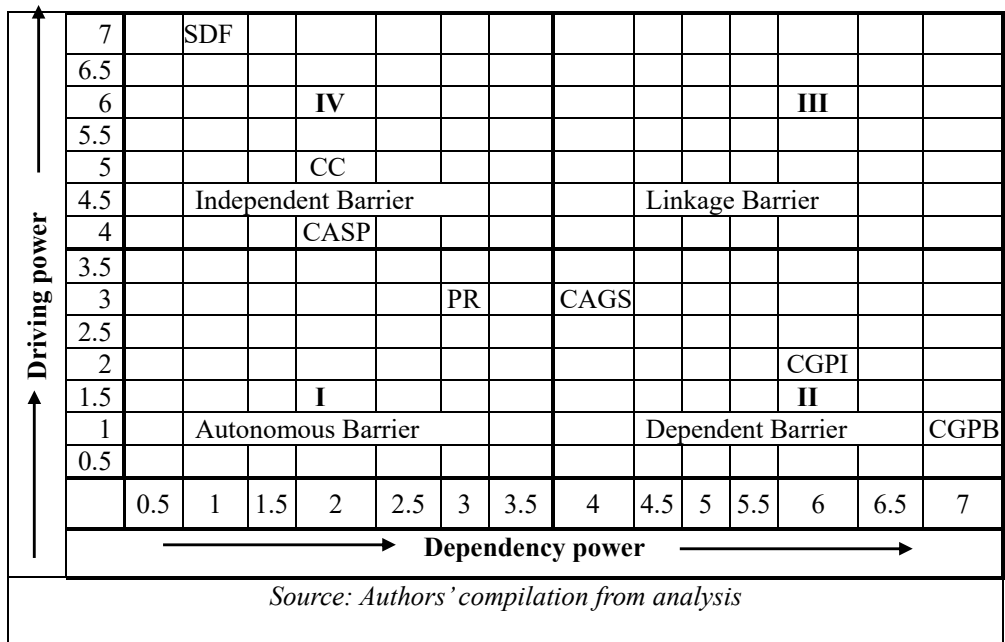 7 SDF
6.5
6 IV III
5.5
5 CC
4.5 Independent Barrier Linkage Barrier
4 CASP
3.5
3 PR CAGS
2.5
2 CGPI
1.5 I II
1 Autonomous Barrier Dependent Barrier CGPB
0.5
0.5 1 1.5 2 2.5 3 3.5 4 4.5 5 5.5 6 6.5 7
Driving power
Dependency power
Source: Authors’ compilation from analysis